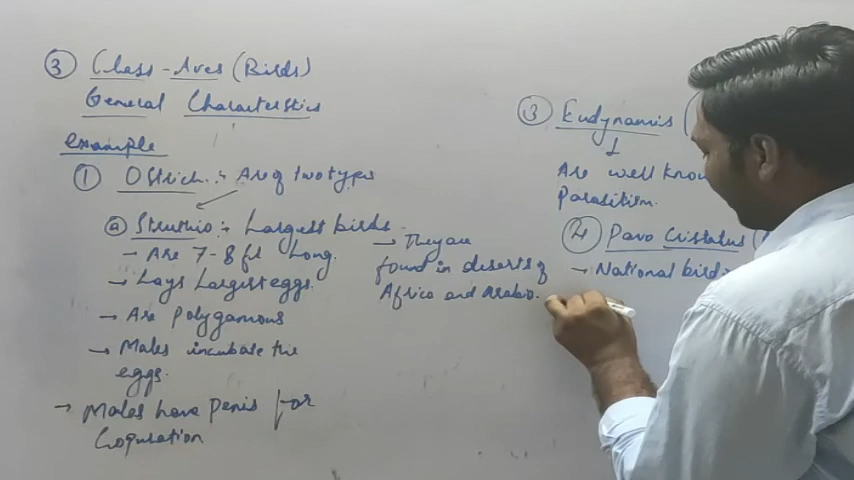 ③ Class - Aves (Birds)
General Characteristics
example
① Ostrich :- Are of two types
ⓐ Struthio :- Largest birds
- Are 7-8 ft long.
- Lays Largest eggs.
→ Are Polygamous
→ Males incubate the
eggs.
→ Males have Penis for
Copulation
→ They are
found in deserts of
Africa and Arabia.
③ Eudynamis (
↓
Are well know
Parasitism.
④ Pavo Cristatus (
→ National bird